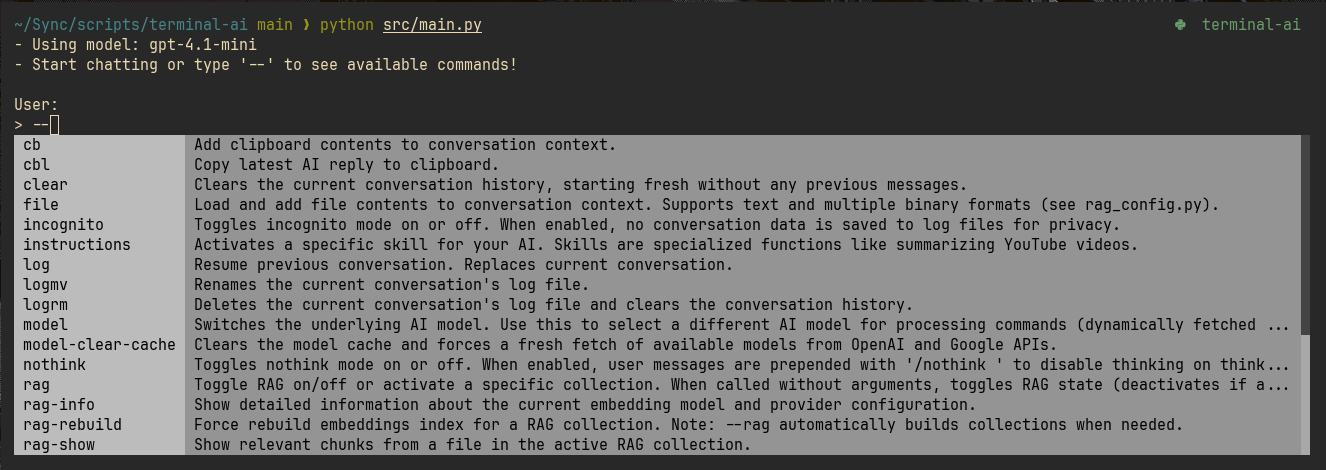 ~/Sync/scripts/terminal-ai main ❯ python src/main.py terminal-ai
- Using model: gpt-4.1-mini
- Start chatting or type '--' to see available commands!
User:
> --
cb Add clipboard contents to conversation context.
cbl Copy latest AI reply to clipboard.
clear Clears the current conversation history, starting fresh without any previous messages.
file Load and add file contents to conversation context. Supports text and multiple binary formats (see rag_config.py).
incognito Toggles incognito mode on or off. When enabled, no conversation data is saved to log files for privacy.
instructions Activates a specific skill for your AI. Skills are specialized functions like summarizing YouTube videos.
log Resume previous conversation. Replaces current conversation.
logmv Renames the current conversation's log file.
logrm Deletes the current conversation's log file and clears the conversation history.
model Switches the underlying AI model. Use this to select a different AI model for processing commands (dynamically fetched ...
model-clear-cache Clears the model cache and forces a fresh fetch of available models from OpenAI and Google APIs.
nothink Toggles nothink mode on or off. When enabled, user messages are prepended with '/nothink ' to disable thinking on think...
rag Toggle RAG on/off or activate a specific collection. When called without arguments, toggles RAG state (deactivates if a...
rag-info Show detailed information about the current embedding model and provider configuration.
rag-rebuild Force rebuild embeddings index for a RAG collection. Note: --rag automatically builds collections when needed.
rag-show Show relevant chunks from a file in the active RAG collection.